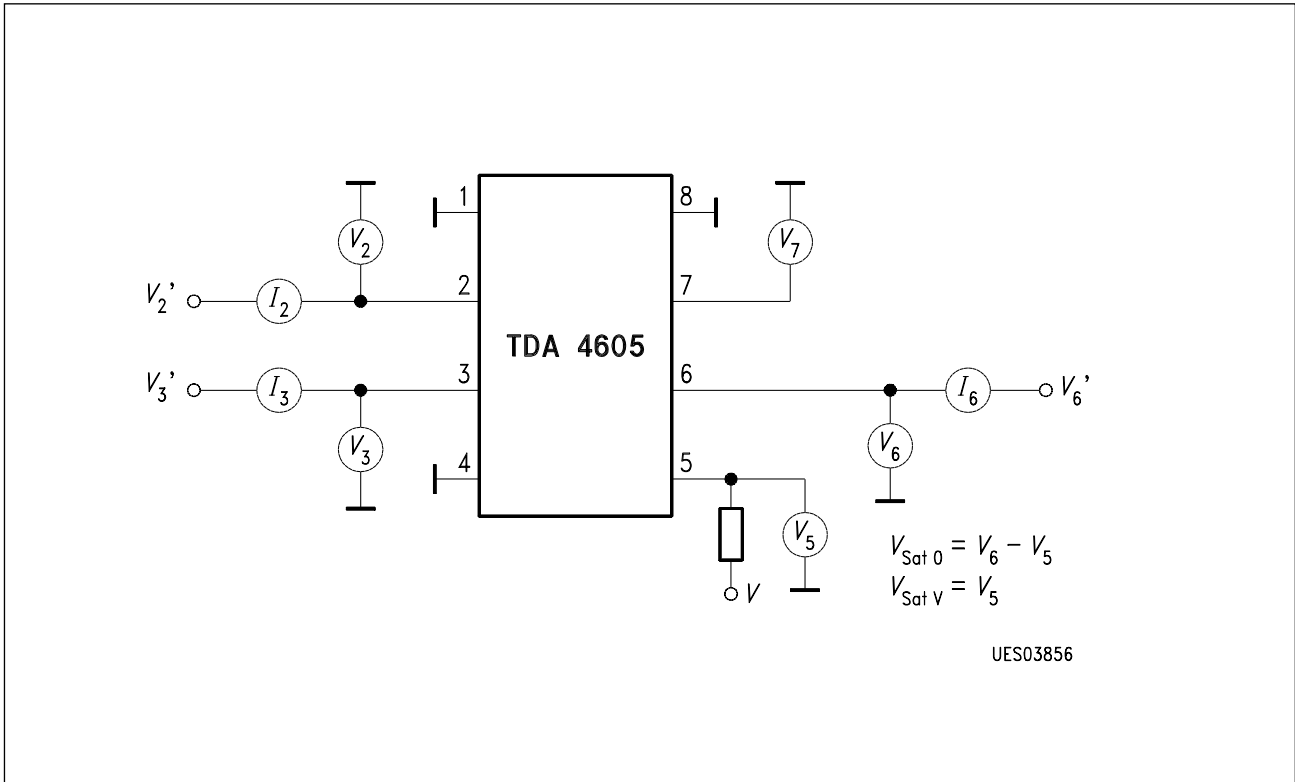 1
8
V2
V7
V2'
I2
2
7
TDA 4605
V3'
I3
3
6
I6
V6'
V3
V6
4
5
V5
VSat 0 = V6 − V5
V
VSat V = V5
UES03856